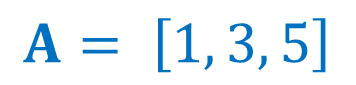 A = [1, 3, 5]